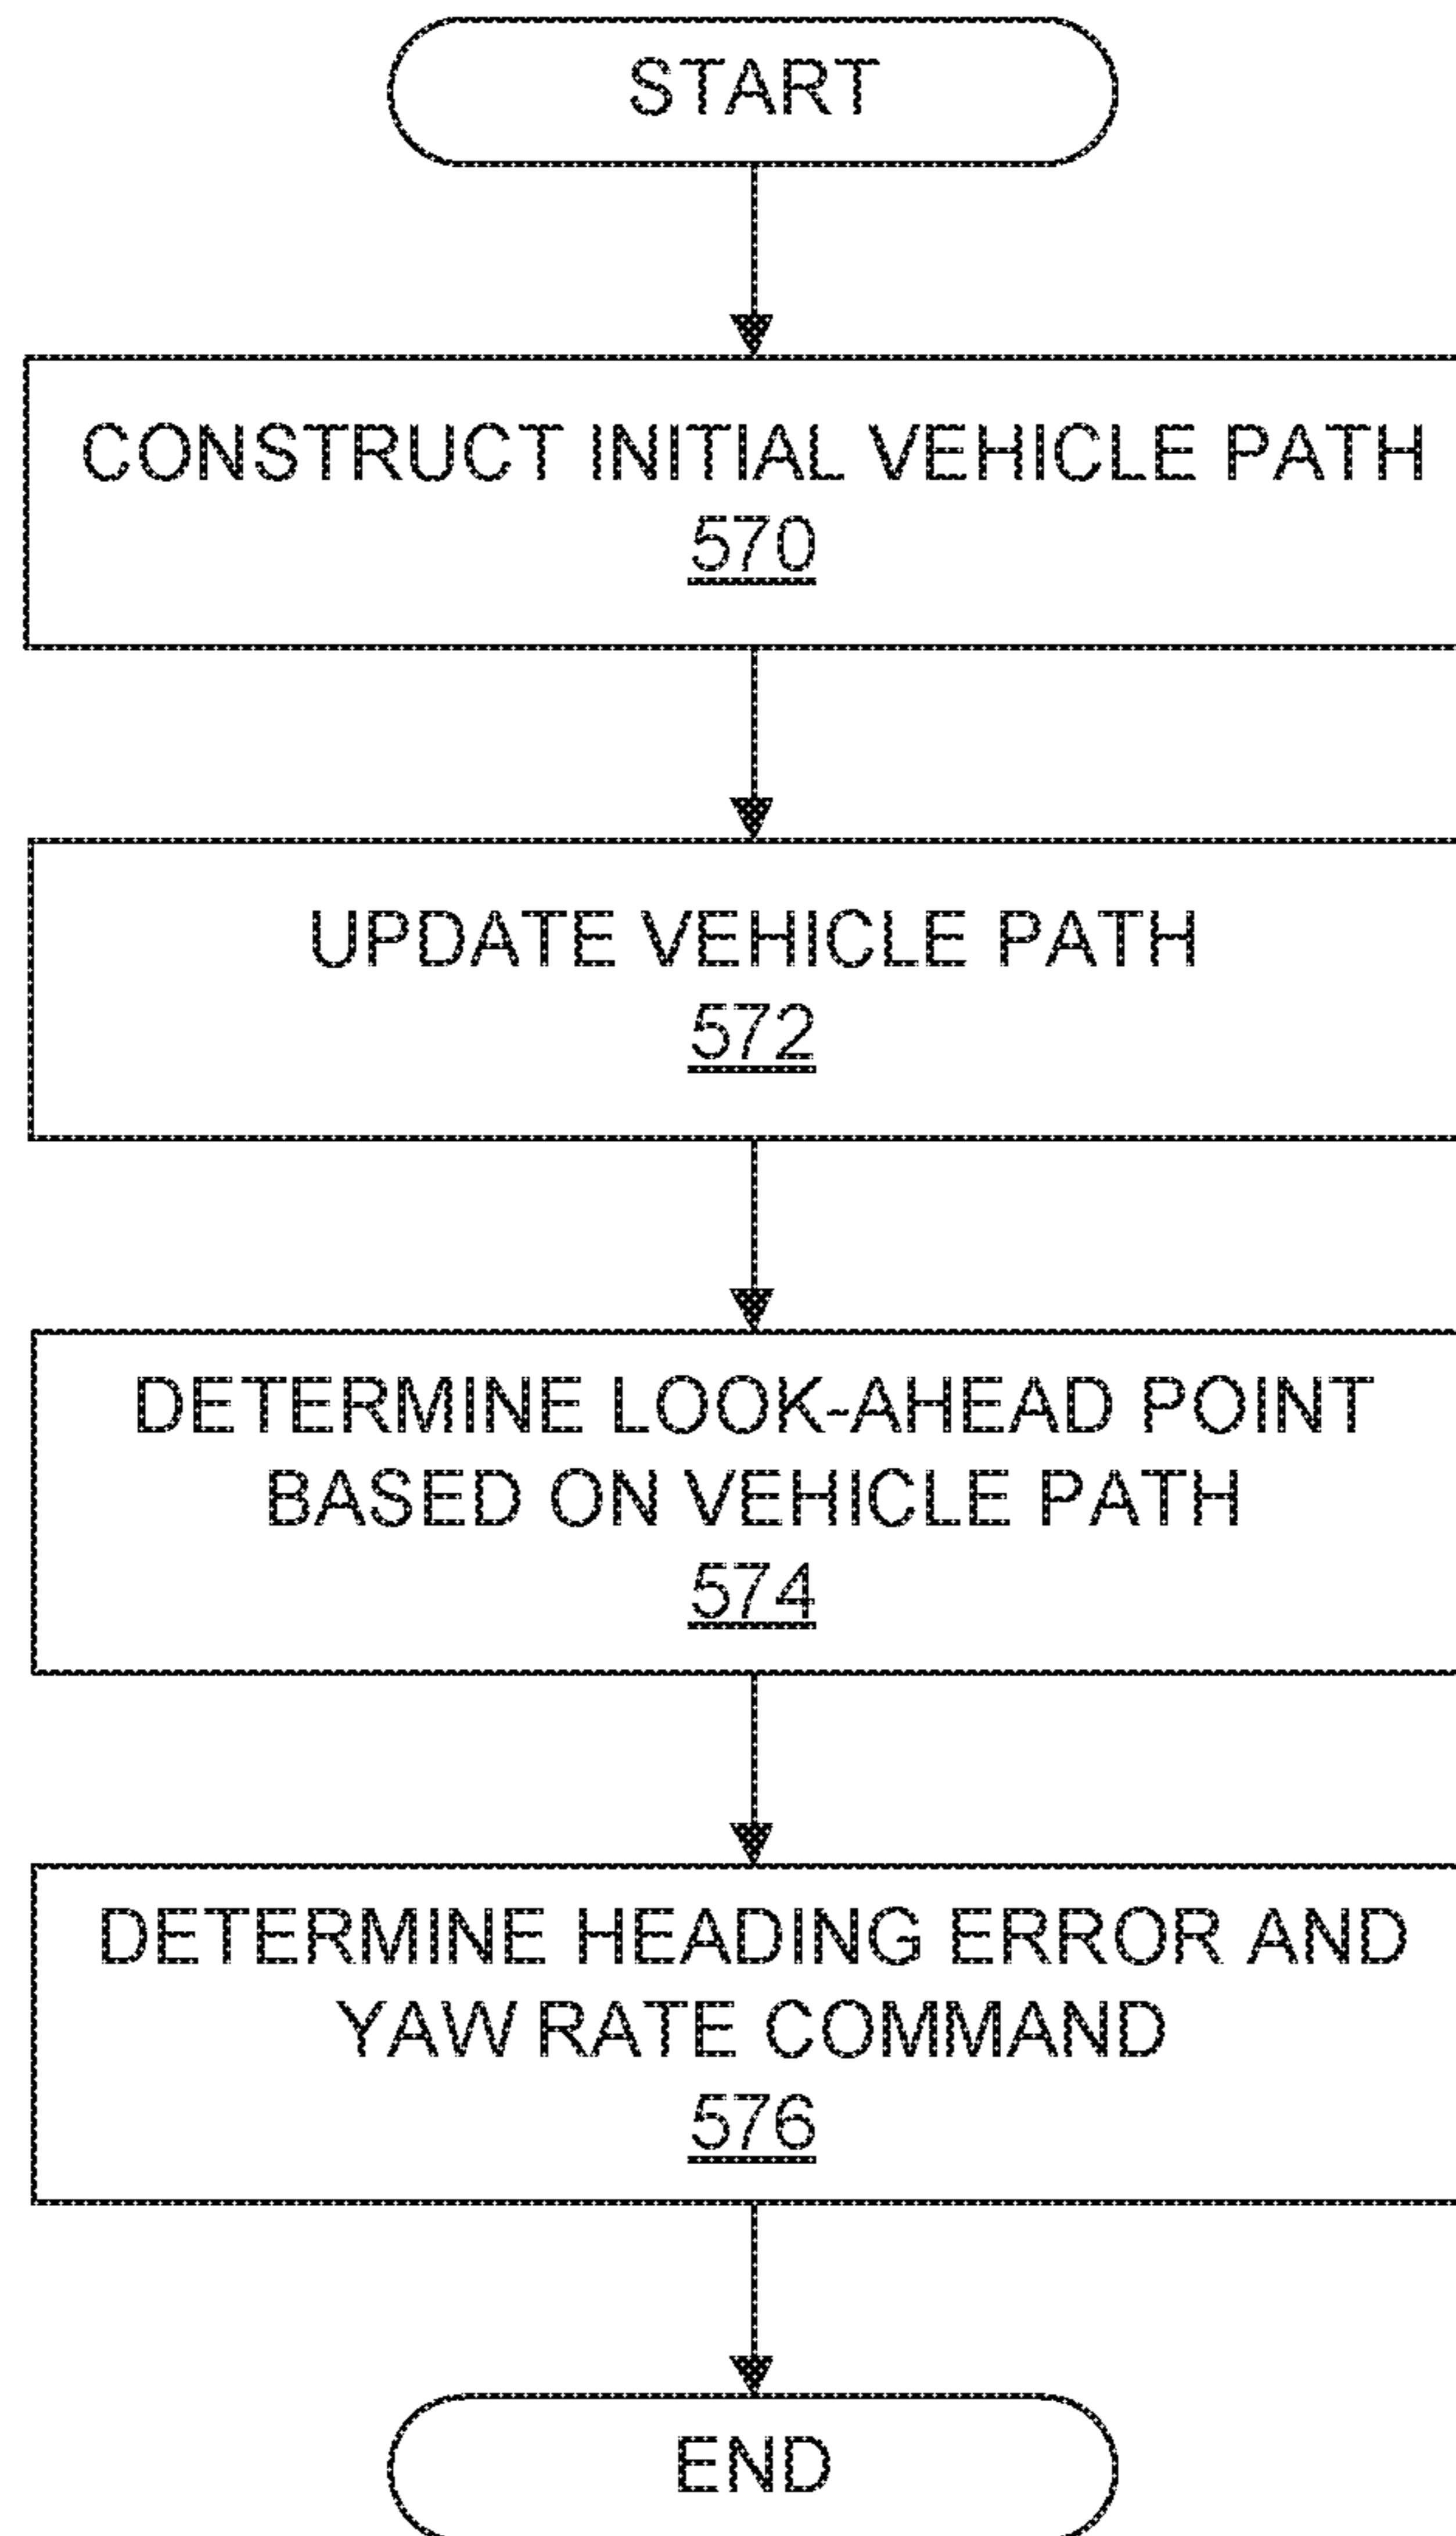 START
CONSTRUCT INITIAL VEHICLE PATH
570
UPDATE VEHICLE PATH
572
DETERMINE LOOK-AHEAD POINT
BASED ON VEHICLE PATH
574
DETERMINE HEADING ERROR AND
YAW RATE COMMAND
576
END